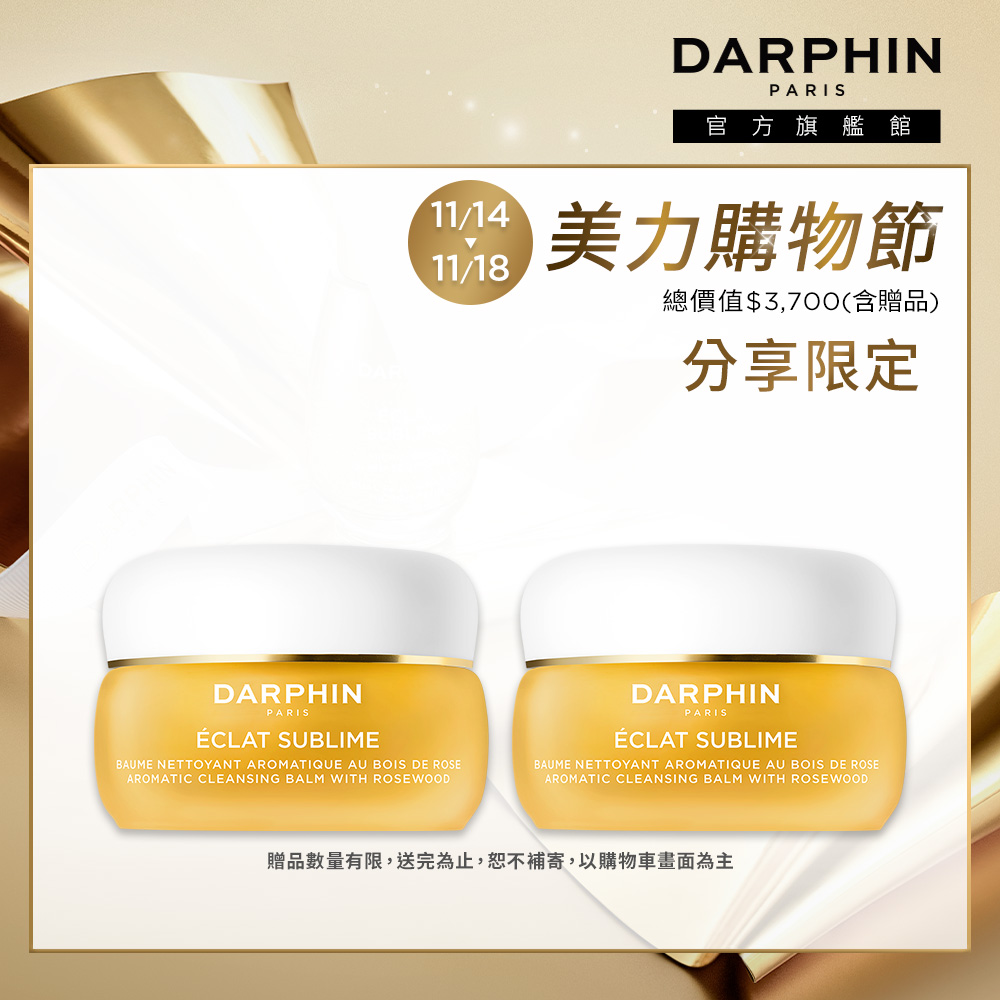 DARPHIN
PARIS
官方旗艦館
11/14
▼
11/18
美力購物節
總價值$3,700(含贈品)
分享限定
DARPHIN
PARIS
ÉCLAT SUBLIME
BAUME NETTOYANT AROMATIQUE AU BOIS DE ROSE
AROMATIC CLEANSING BALM WITH ROSEWOOD
DARPHIN
PARIS
ÉCLAT SUBLIME
BAUME NETTOYANT AROMATIQUE AU BOIS DE ROSE
AROMATIC CLEANSING BALM WITH ROSEWOOD
贈品數量有限，送完為止，恕不補寄，以購物車畫面為主